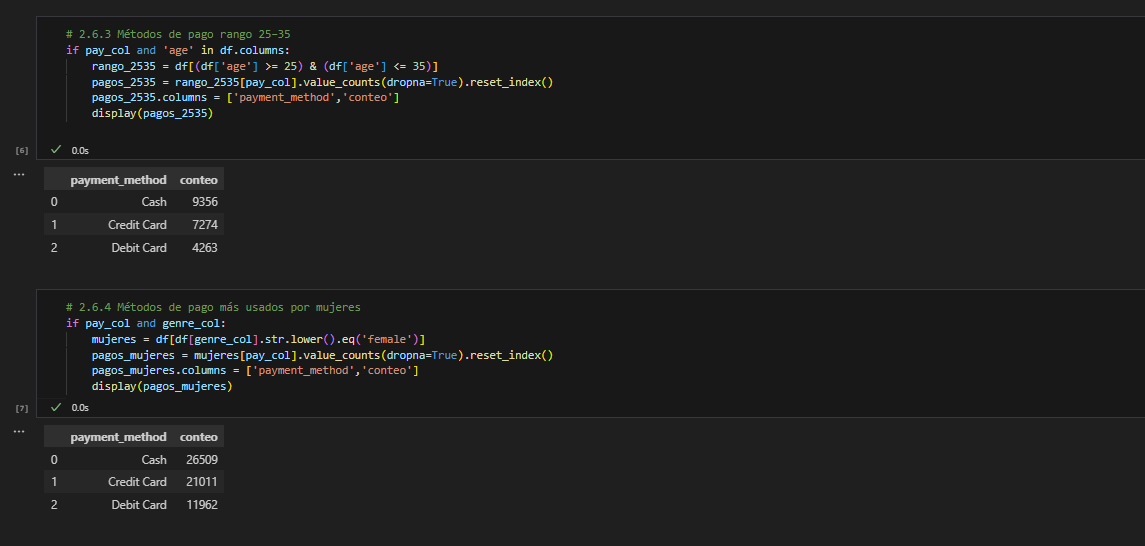 # 2.6.3 Métodos de pago rango 25-35
if pay_col and 'age' in df.columns:
    rango_2535 = df[(df['age'] >= 25) & (df['age'] <= 35)]
    pagos_2535 = rango_2535[pay_col].value_counts(dropna=True).reset_index()
    pagos_2535.columns = ['payment_method','conteo']
    display(pagos_2535)
[6] ✓ 0.0s
...
payment_method conteo
0 Cash 9356
1 Credit Card 7274
2 Debit Card 4263
# 2.6.4 Métodos de pago más usados por mujeres
if pay_col and genre_col:
    mujeres = df[df[genre_col].str.lower().eq('female')]
    pagos_mujeres = mujeres[pay_col].value_counts(dropna=True).reset_index()
    pagos_mujeres.columns = ['payment_method','conteo']
    display(pagos_mujeres)
[7] ✓ 0.0s
...
payment_method conteo
0 Cash 26509
1 Credit Card 21011
2 Debit Card 11962